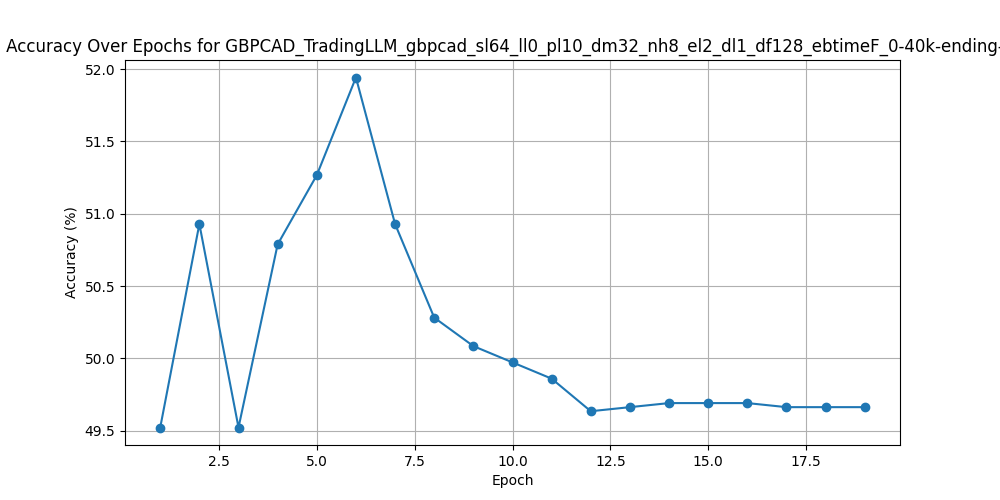 Accuracy Over Epochs for GBPCAD_TradingLLM_gbpcad_sl64_ll0_pl10_dm32_nh8_el2_dl1_df128_ebtimeF_0-40k-ending-
52.0
51.5
51.0
50.5
50.0
49.5
Accuracy (%)
2.5 5.0 7.5 10.0 12.5 15.0 17.5
Epoch